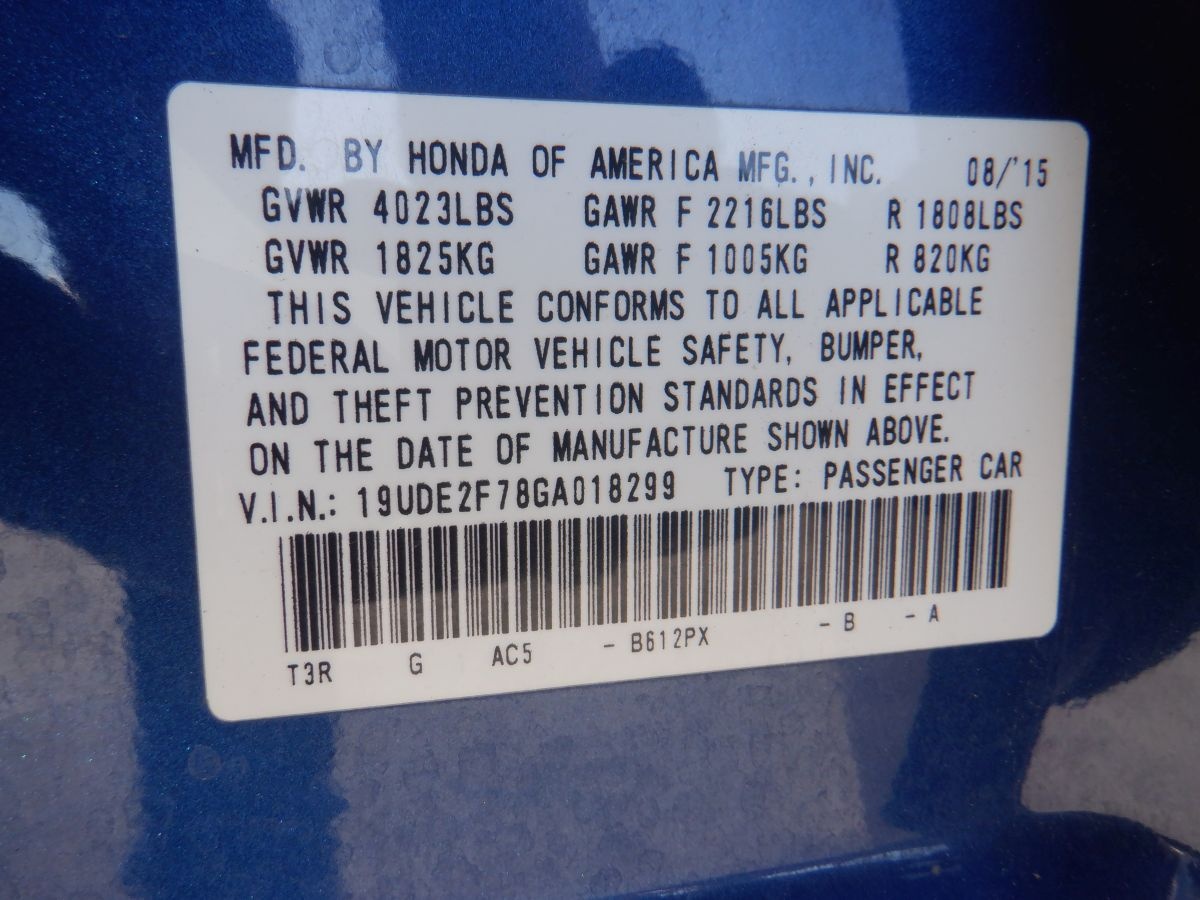 MFD. BY HONDA OF AMERICA MFG., INC. 08/'15
GVWR 4023LBS GAWR F 2216LBS R 1808LBS
GVWR 1825KG GAWR F 1005KG R 820KG
THIS VEHICLE CONFORMS TO ALL APPLICABLE
FEDERAL MOTOR VEHICLE SAFETY, BUMPER,
AND THEFT PREVENTION STANDARDS IN EFFECT
ON THE DATE OF MANUFACTURE SHOWN ABOVE.
V.I.N.: 19UDE2F78GA018299 TYPE: PASSENGER CAR
T3R G AC5 - B612PX - B - A